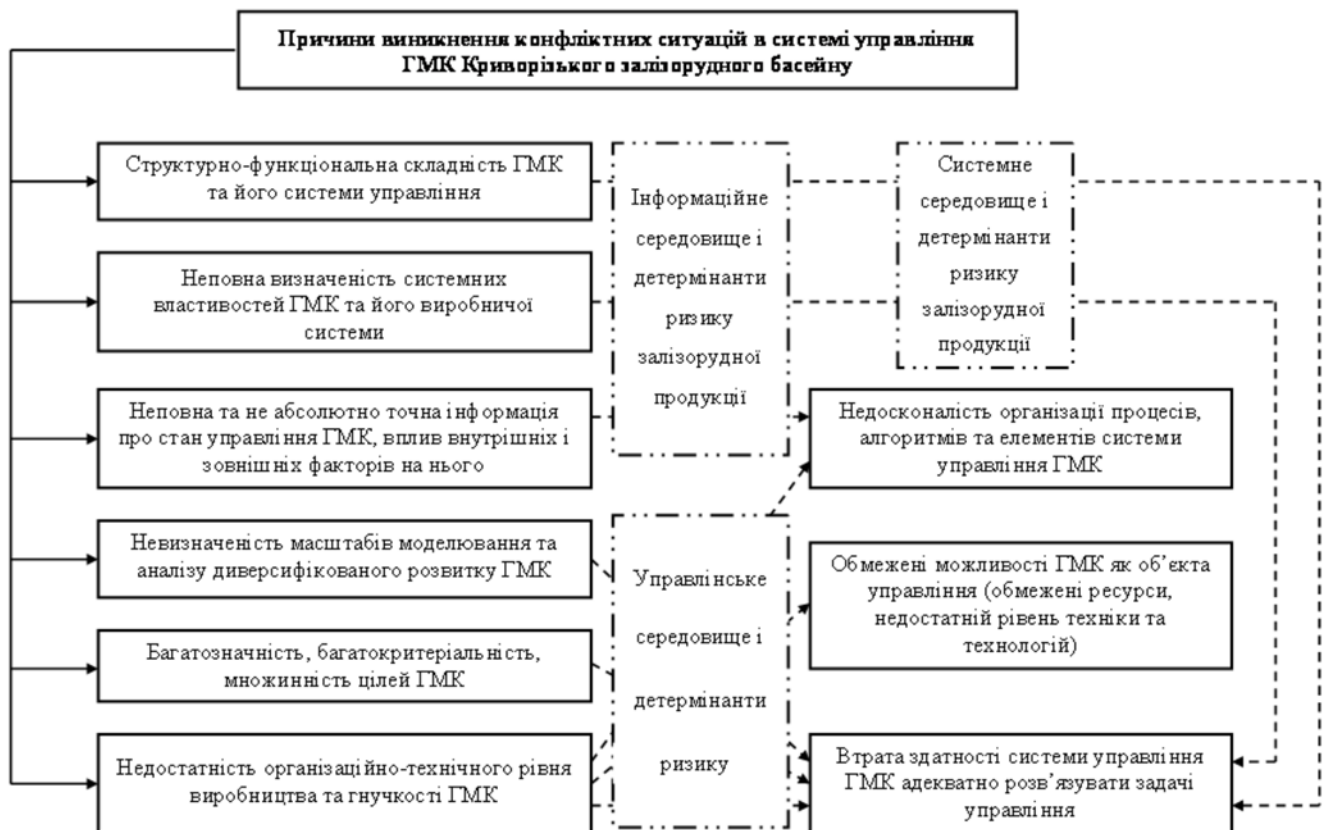 Причини виникнення конфліктних ситуацій в системі управління
ГМК Криворізького залізорудного басейну
Структурно-функціональна складність ГМК
та його системи управління
Неповна визначеність системних
властивостей ГМК та його виробничої
системи
Неповна та не абсолютно точна інформація
про стан управління ГМК, вплив внутрішніх і
зовнішніх факторів на нього
Невизначеність масштабів моделювання та
аналізу диверсифікованого розвитку ГМК
Багатозначність, багатокритеріальність,
множинність цілей ГМК
Недостатність організаційно-технічного рівня
виробництва та гнучкості ГМК
Інформаційне
середовище і
детермінанти
ризику
залізорудної
продукції
Управлінське
середовище і
детермінанти
ризику
Системне
середовище і
детермінанти
ризику
залізорудної
продукції
Недосконалість організації процесів,
алгоритмів та елементів системи
управління ГМК
Обмежені можливості ГМК як об’єкта
управління (обмежені ресурси,
недостатній рівень техніки та
технологій)
Втрата здатності системи управління
ГМК адекватно розв’язувати задачі
управління